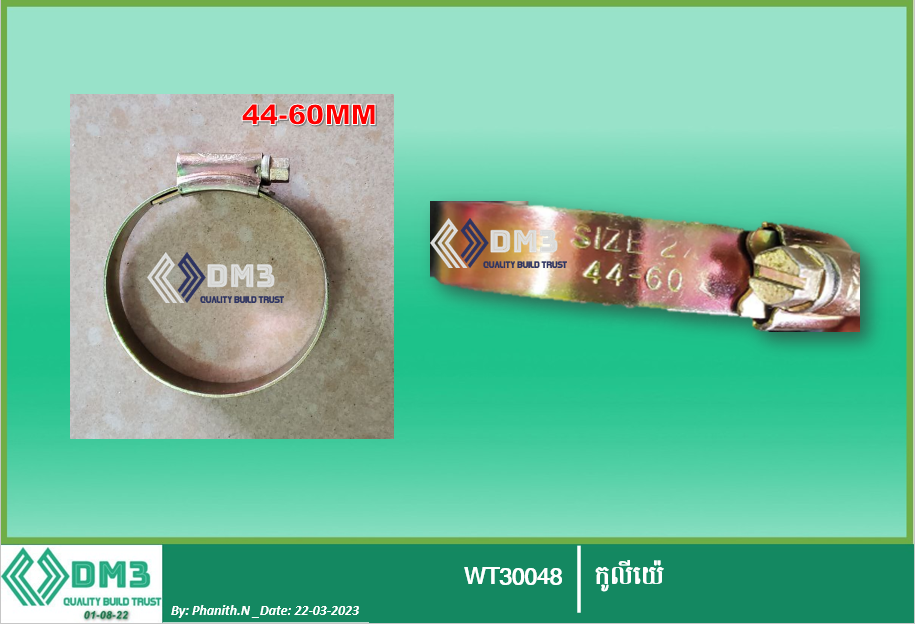 44-60MM
DM3
QUALITY BUILD TRUST
DM3
QUALITY BUILD TRUST
SIZE
44-60
DM3
QUALITY BUILD TRUST
01-08-22
By: Phanith.N _Date: 22-03-2023
WT30048
កូលីយ៉េ